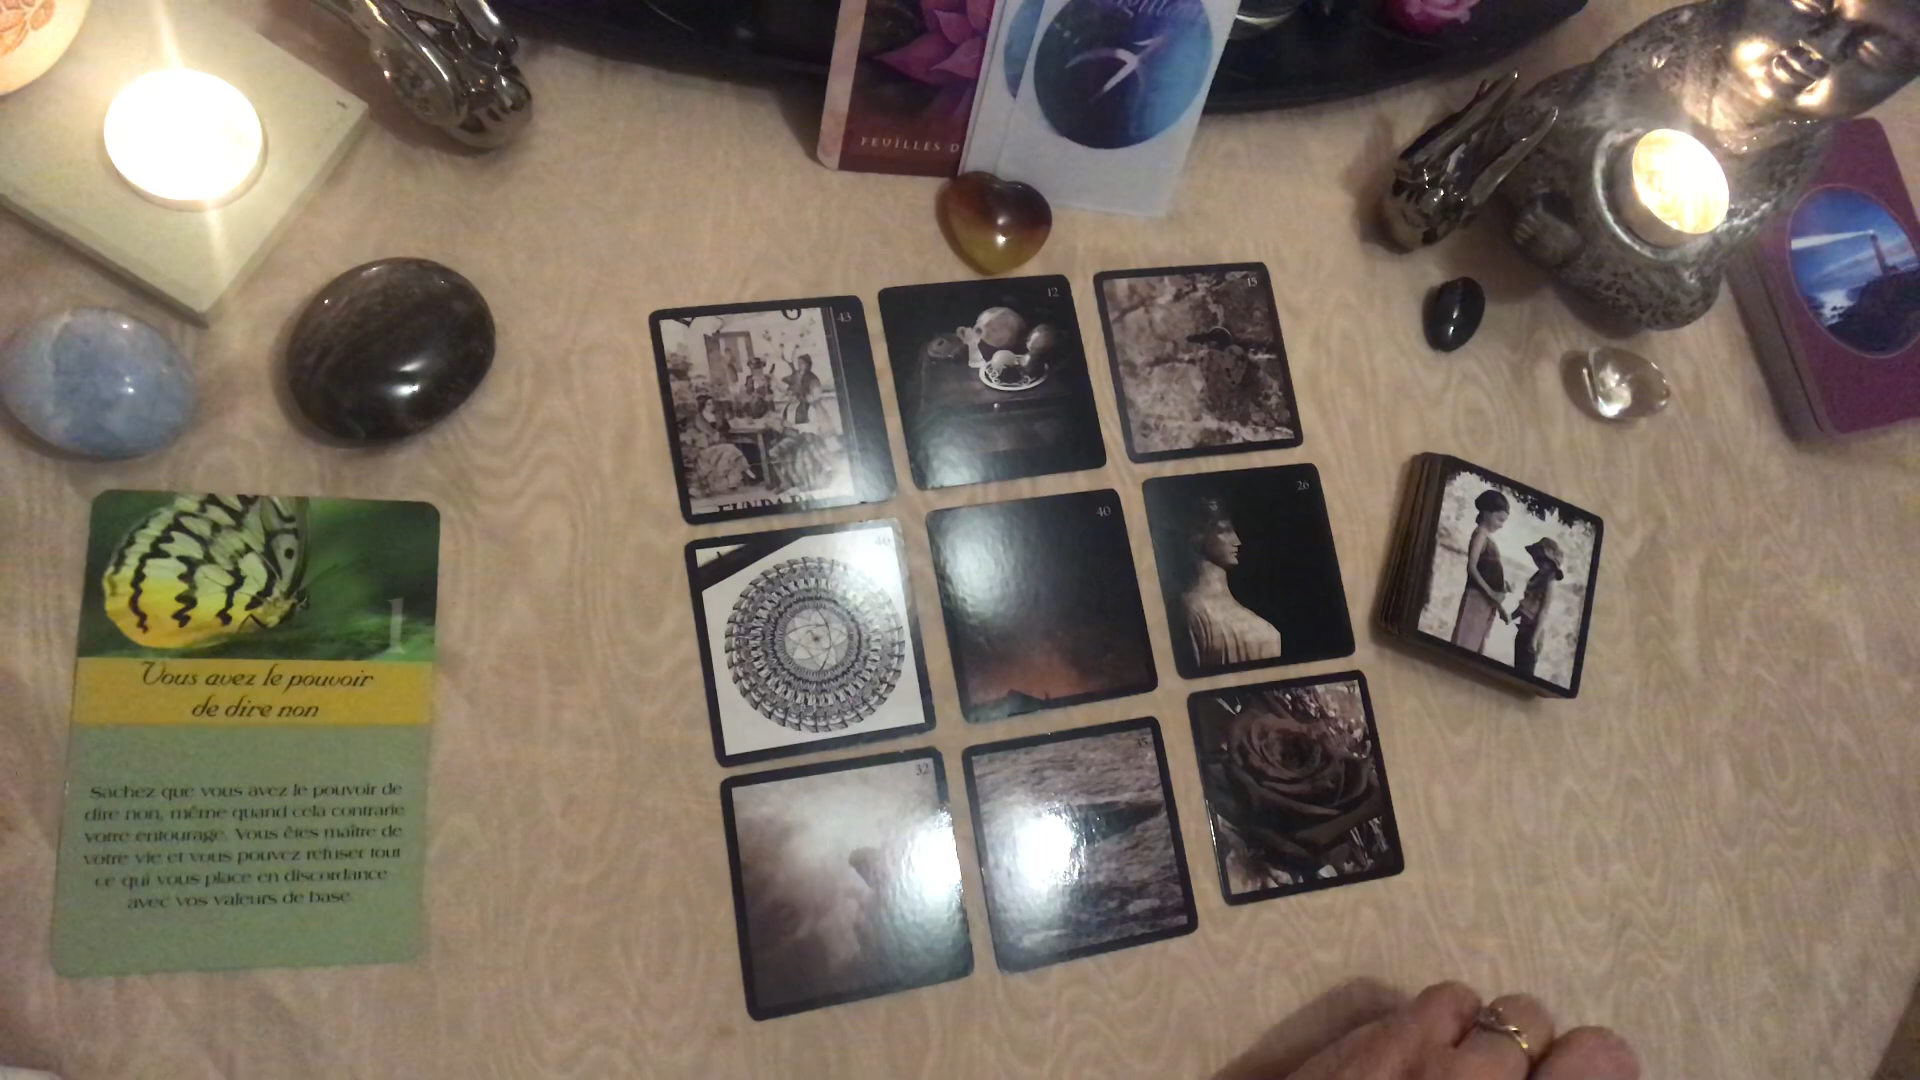 FEUILLES D
43
12
15
46
40
26
32
35
1
Vous avez le pouvoir
de dire non
Sachez que vous avez le pouvoir de
dire non, même quand cela contrarie
votre entourage. Vous êtes maître de
votre vie et vous pouvez refuser tout
ce qui vous place en discordance
avec vos valeurs de base.